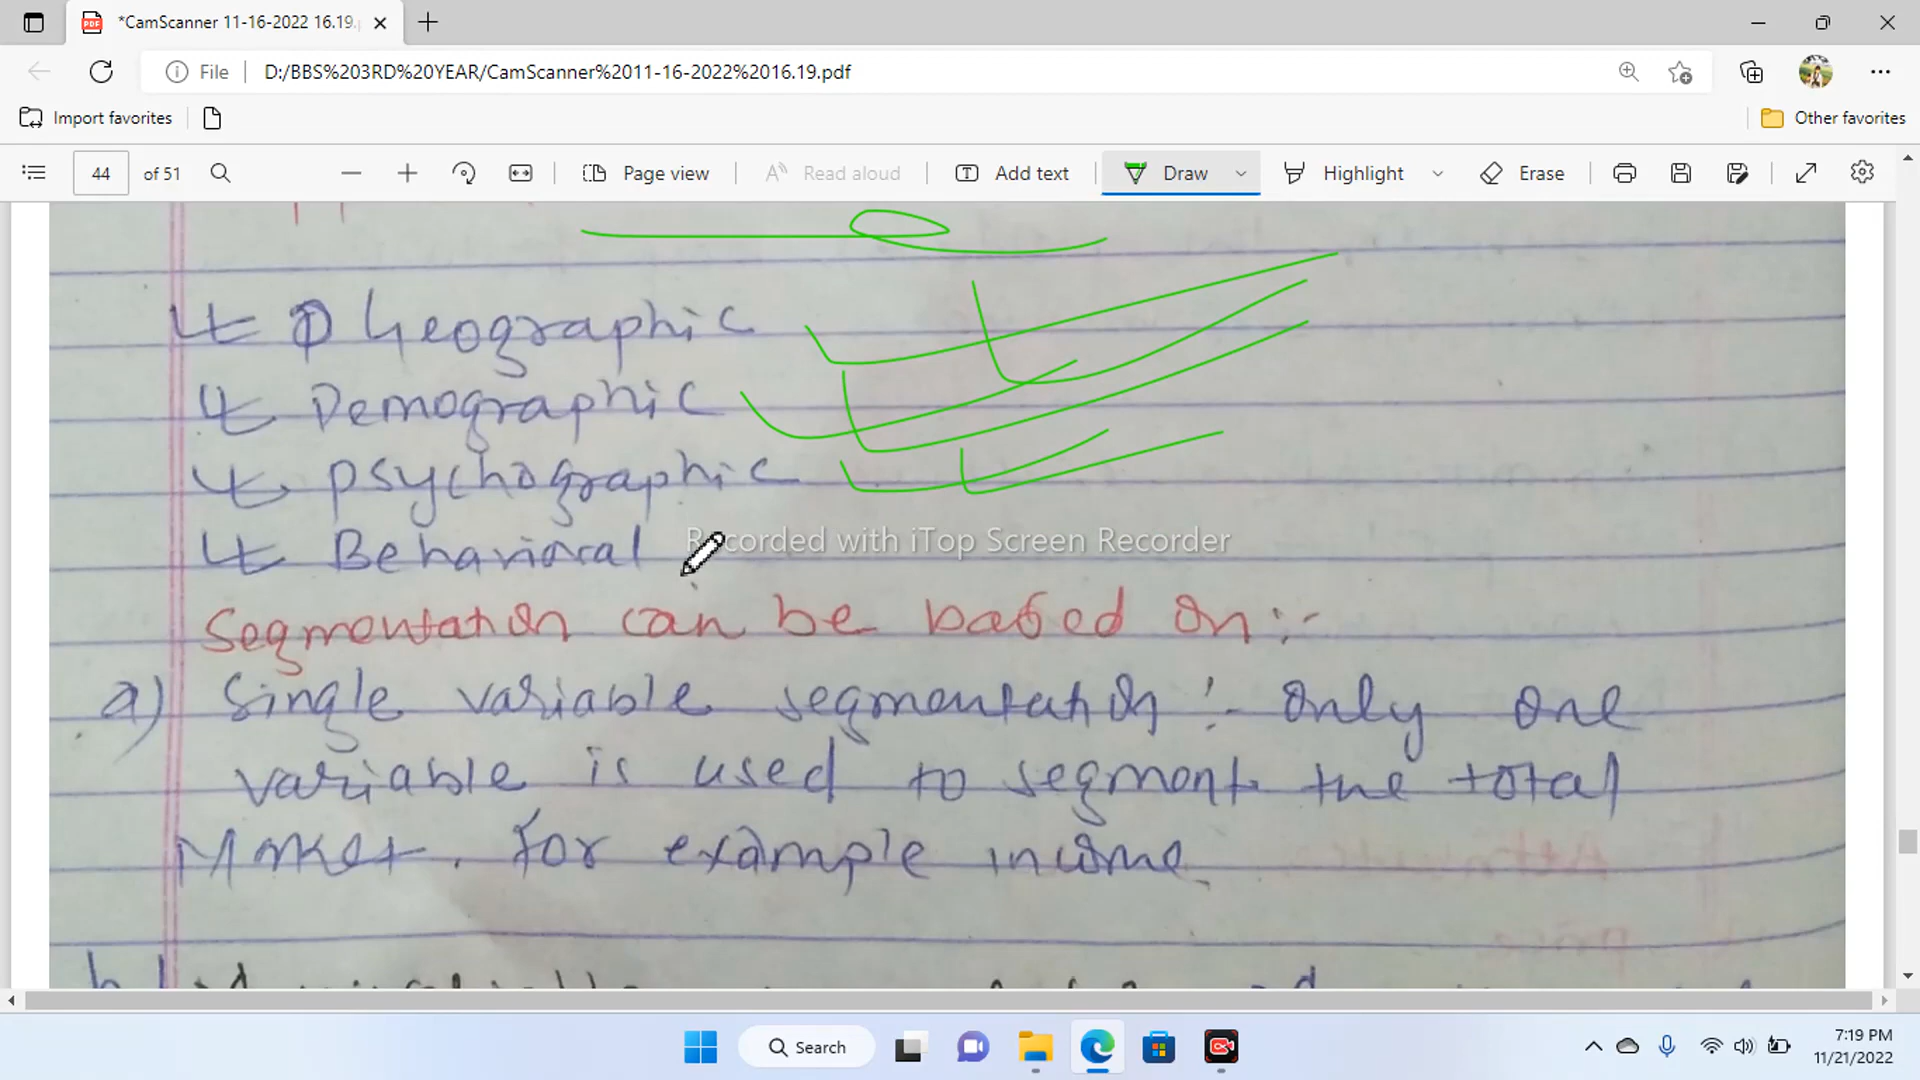 *CamScanner 11-16-2022 16.19.
File
D:/BBS%203RD%20YEAR/CamScanner%2011-16-2022%2016.19.pdf
Import favorites
Other favorites
44 of 51
Page view
Read aloud
Add text
Draw
Highlight
Erase
Geographic
Demographic
Psychographic
Behavioral
Recorded with iTop Screen Recorder
Segmentation can be based on:-
a) Single variable segmentation :- Only one
variable is used to segment the total
Market. For example income
Search
7:19 PM
11/21/2022